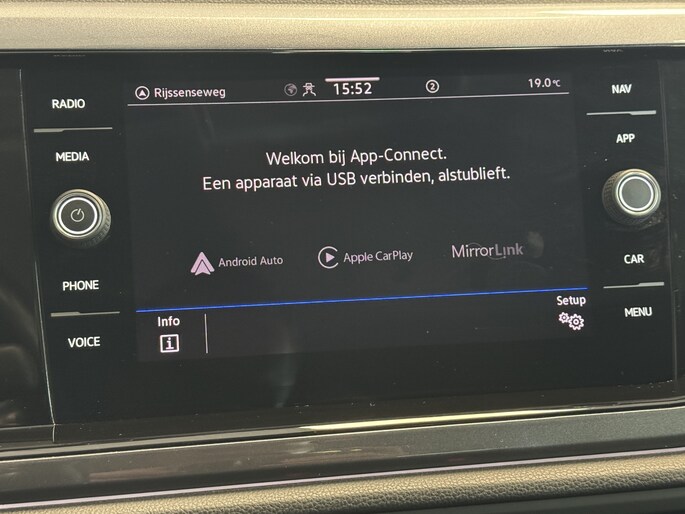 RADIO
MEDIA
PHONE
VOICE
Rijssenseweg
15:52
2
19.0°C
Welkom bij App-Connect.
Een apparaat via USB verbinden, alstublieft.
Android Auto
Apple CarPlay
MirrorLink
Info
Setup
NAV
APP
CAR
MENU